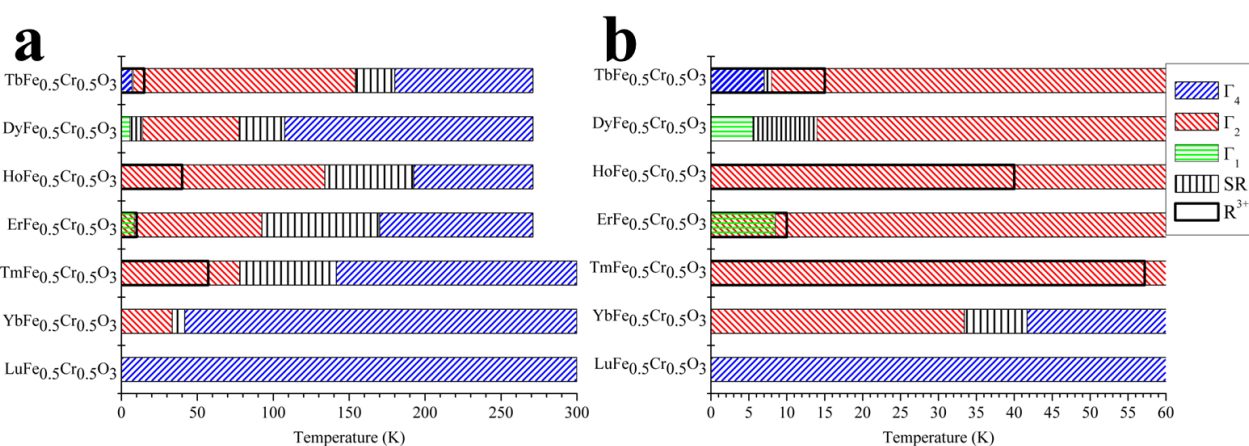 a
TbFe0.5Cr0.5O3
DyFe0.5Cr0.5O3
HoFe0.5Cr0.5O3
ErFe0.5Cr0.5O3
TmFe0.5Cr0.5O3
YbFe0.5Cr0.5O3
LuFe0.5Cr0.5O3
0 50 100 150 200 250 300
Temperature (K)
b
TbFe0.5Cr0.5O3
DyFe0.5Cr0.5O3
HoFe0.5Cr0.5O3
ErFe0.5Cr0.5O3
TmFe0.5Cr0.5O3
YbFe0.5Cr0.5O3
LuFe0.5Cr0.5O3
0 5 10 15 20 25 30 35 40 45 50 55 60
Temperature (K)
Γ4
Γ2
Γ1
SR
R3+